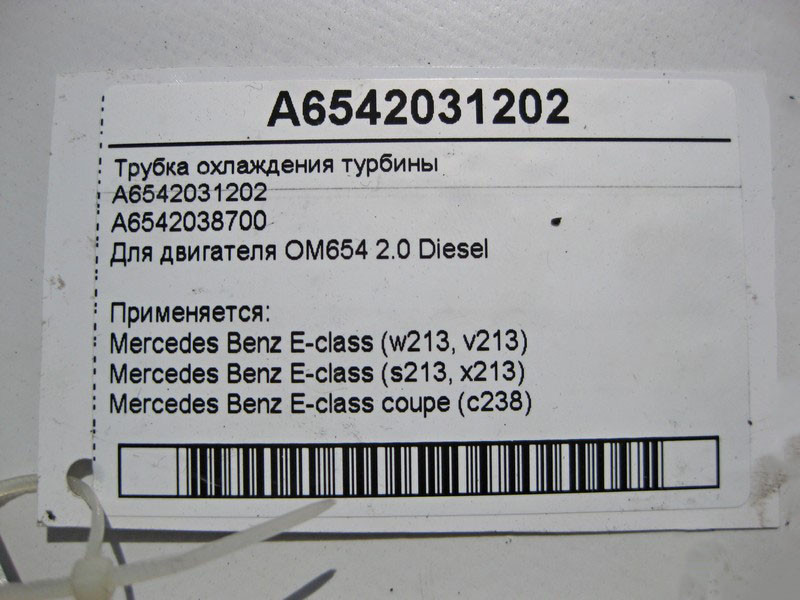 A6542031202
Трубка охлаждения турбины
A6542031202
A6542038700
Для двигателя OM654 2.0 Diesel
Применяется:
Mercedes Benz E-class (w213, v213)
Mercedes Benz E-class (s213, x213)
Mercedes Benz E-class coupe (c238)